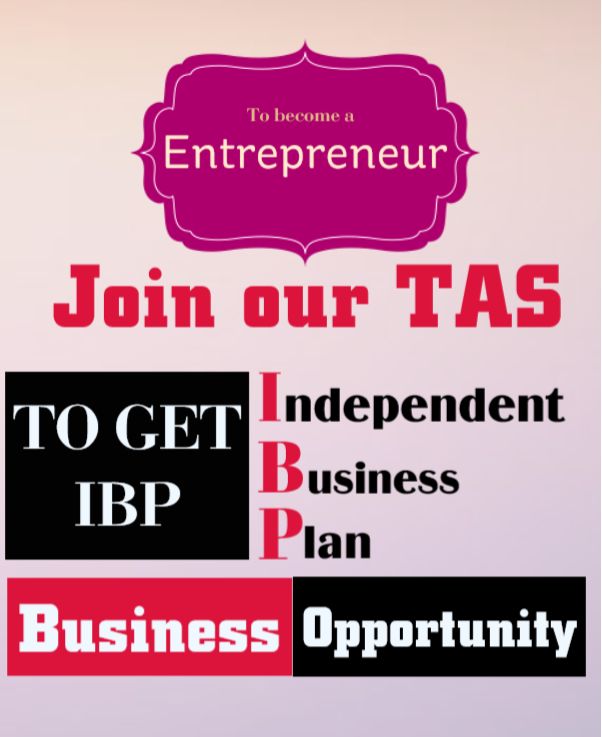 To become a
Entrepreneur
Join our TAS
TO GET
IBP
Independent
Business
Plan
Business Opportunity